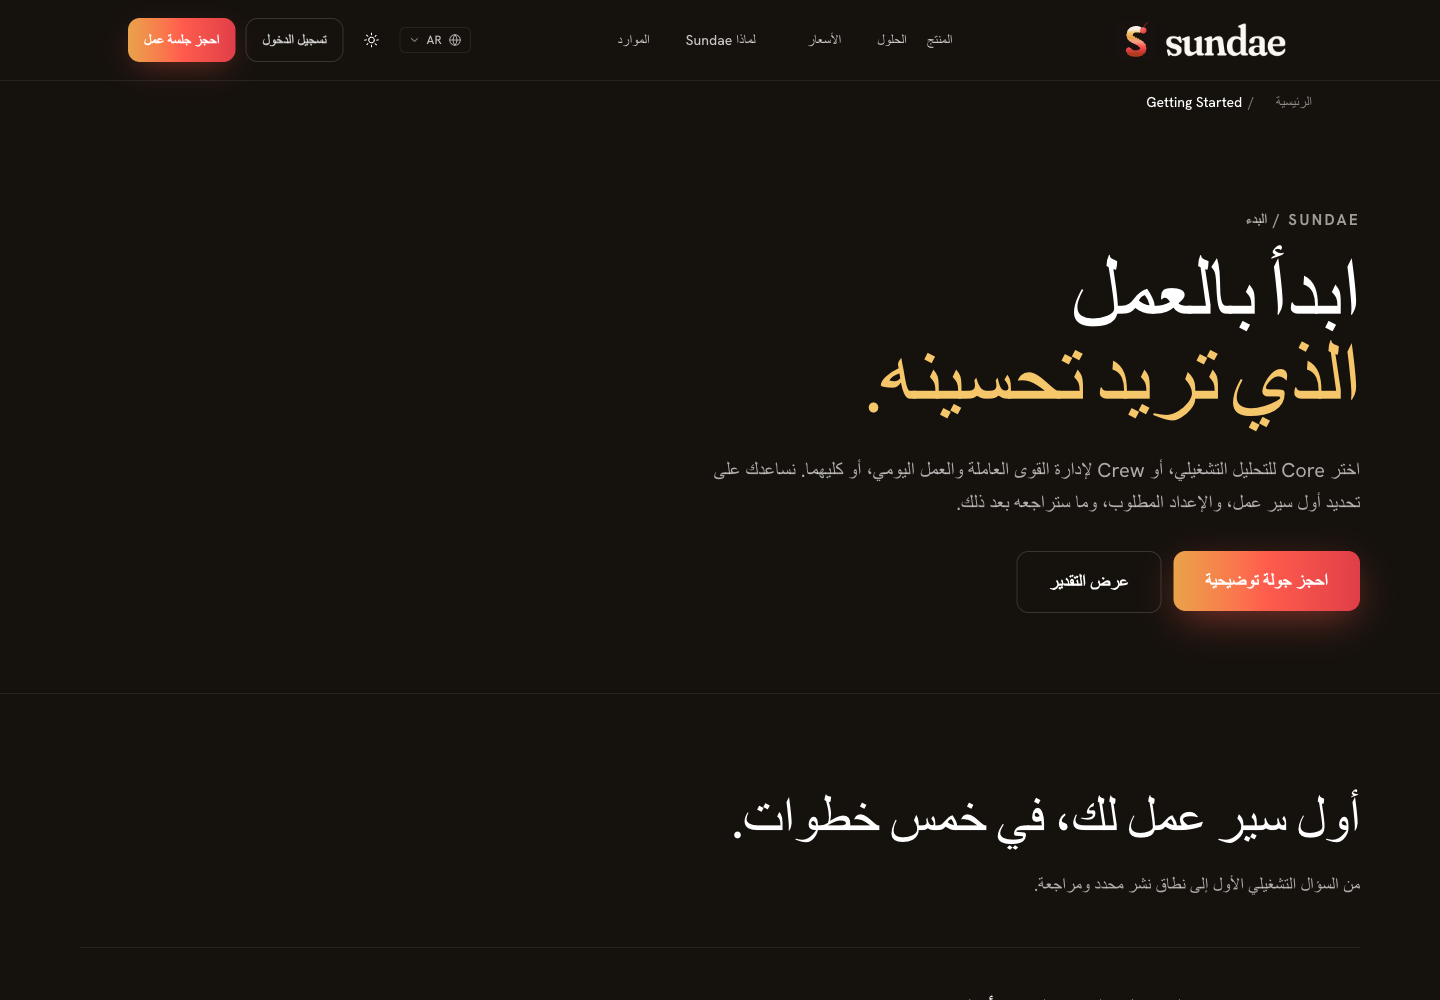 sundae
المنتج
الحلول
الأسعار
لماذا Sundae
الموارد
AR
تسجيل الدخول
احجز جلسة عمل
الرئيسية / Getting Started
SUNDAE / البدء
ابدأ بالعمل
الذي تريد تحسينه.
اختر Core للتحليل التشغيلي، أو Crew لإدارة القوى العاملة والعمل اليومي، أو كليهما. نساعدك على
تحديد أول سير عمل، والإعداد المطلوب، وما ستراجعه بعد ذلك.
احجز جولة توضيحية
عرض التقدير
أول سير عمل لك، في خمس خطوات.
من السؤال التشغيلي الأول إلى نطاق نشر محدد ومراجعة.